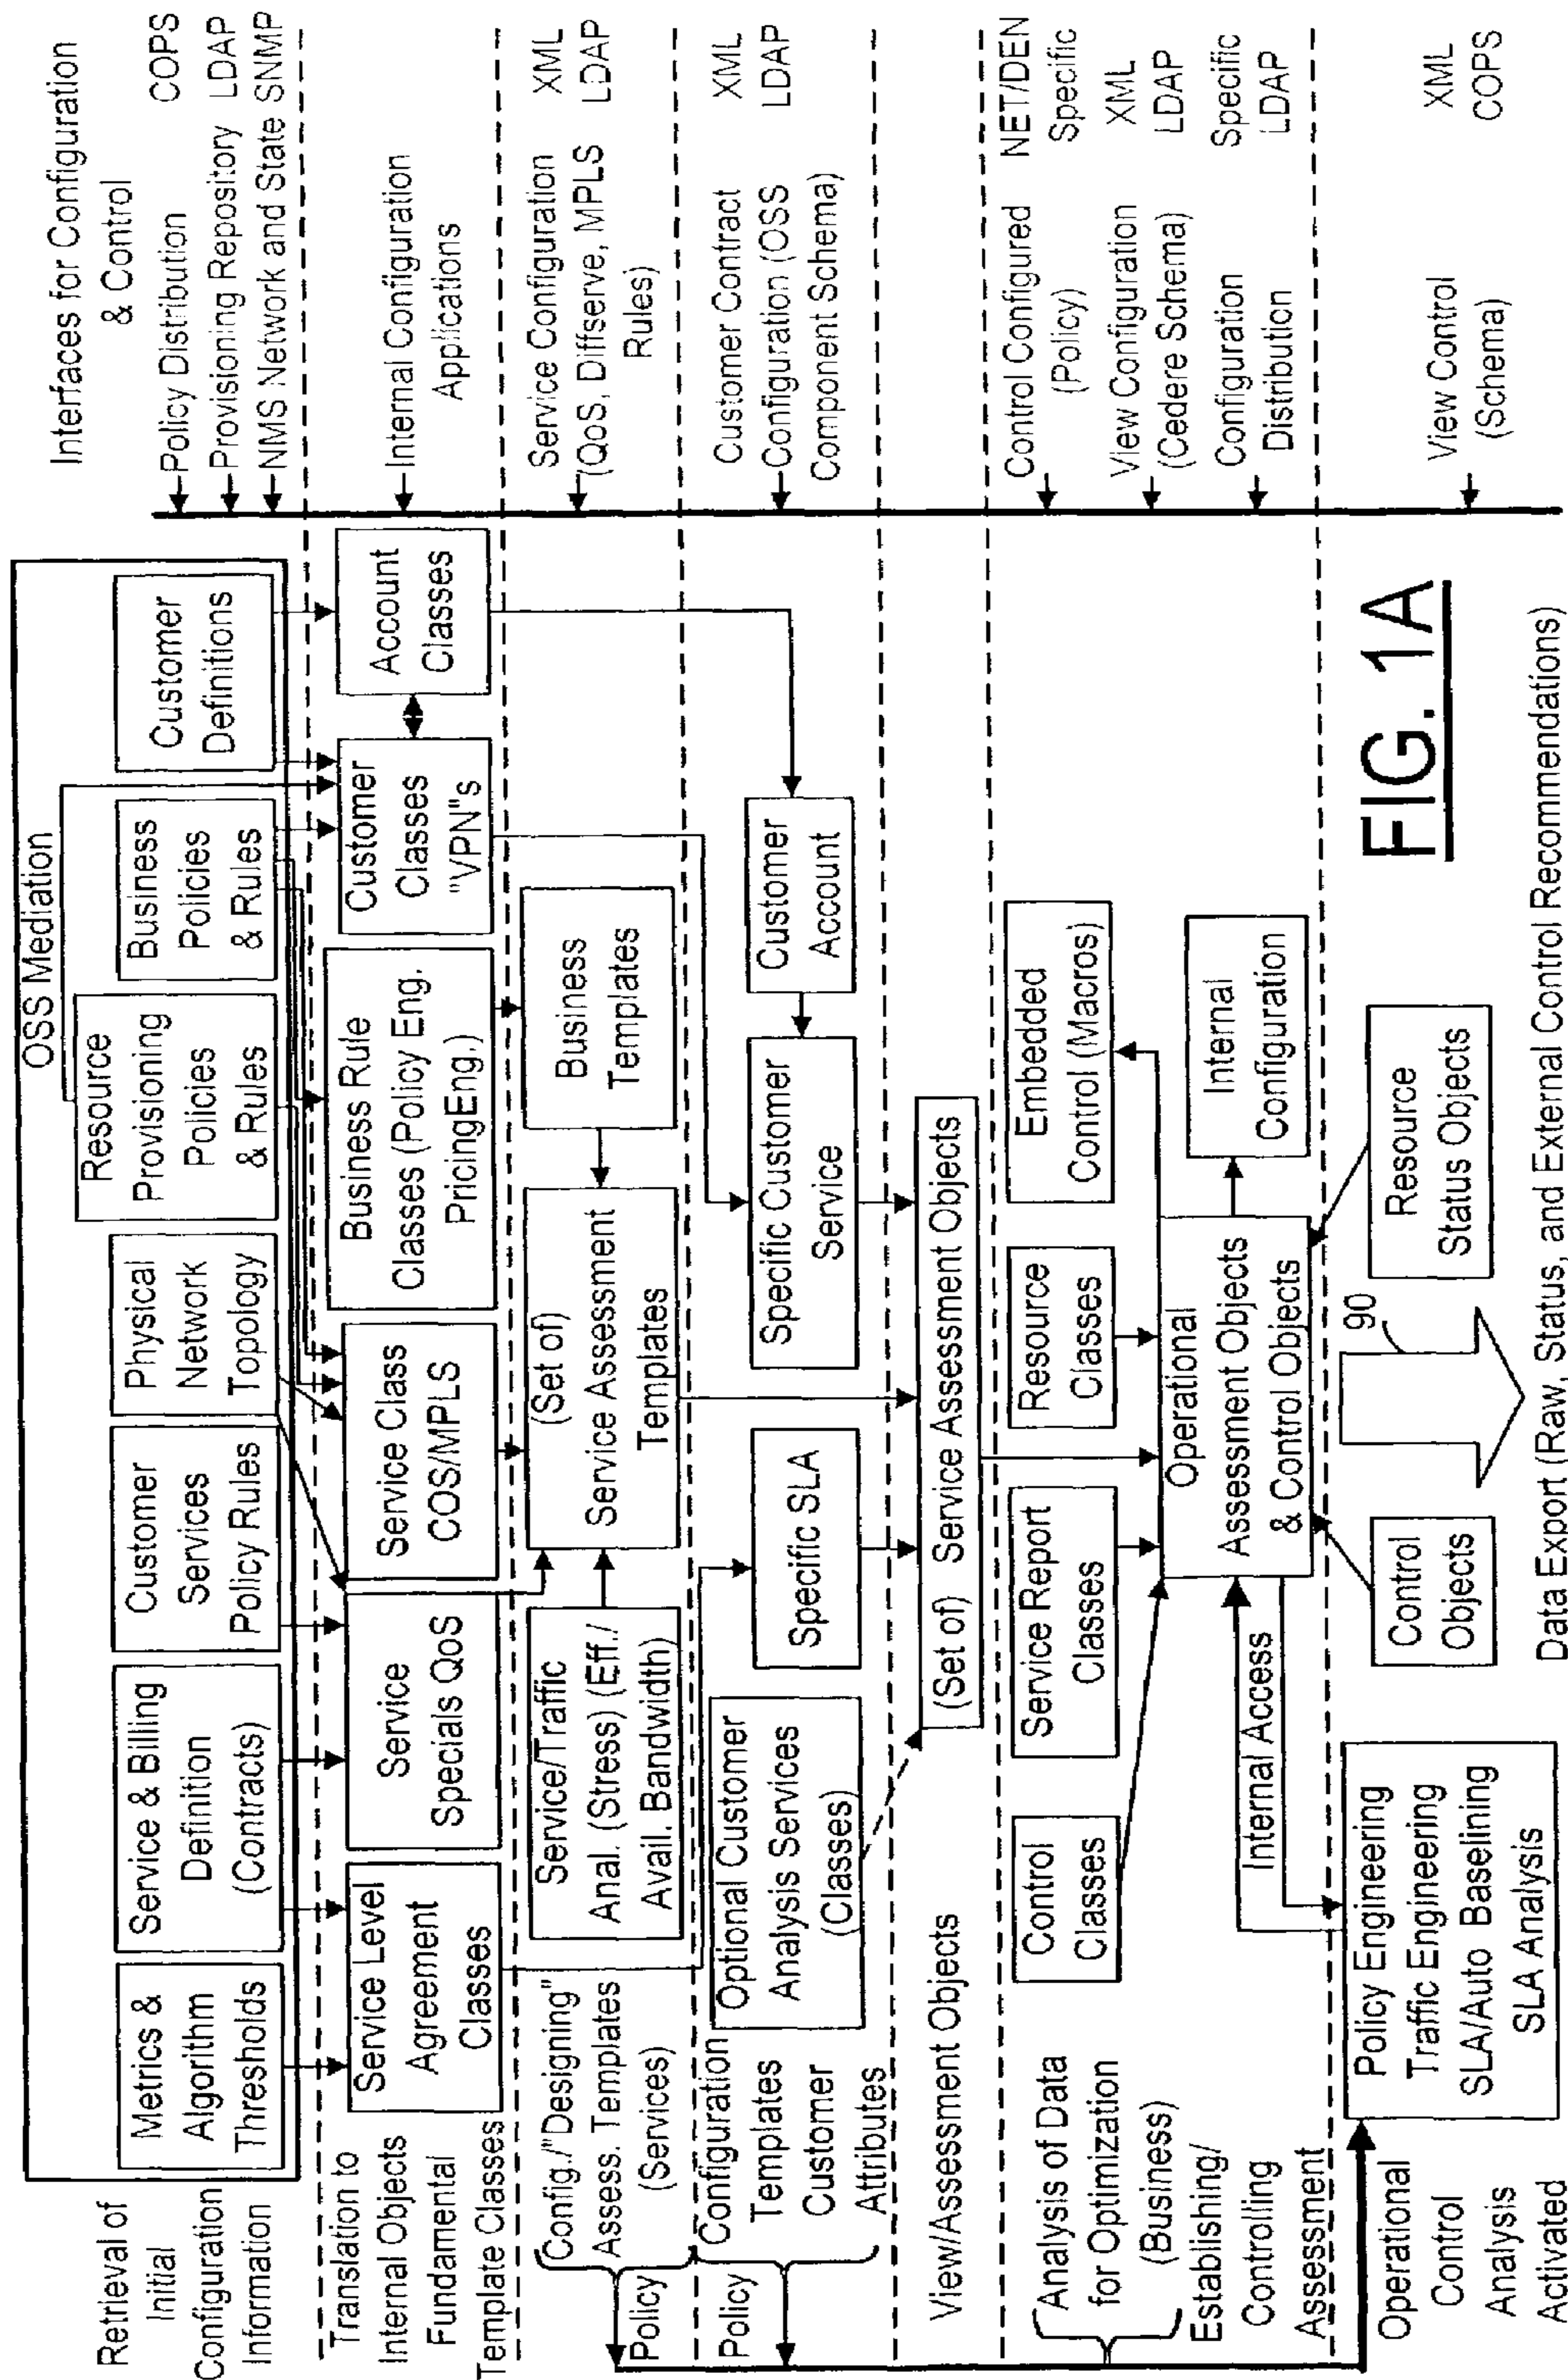 OSS Mediation
Interfaces for Configuration
& Control
Retrieval of
Initial
Configuration
Information
Metrics &
Algorithm
Thresholds
Service & Billing
Definition
(Contracts)
Customer
Services
Policy Rules
Physical
Network
Topology
Resource
Provisioning
Policies
& Rules
Business
Policies
& Rules
Customer
Definitions
Policy Distribution COPS
Provisioning Repository LDAP
NMS Network and State SNMP
Translation to
Internal Objects
Fundamental
Template Classes
Service Level
Agreement
Classes
Service
Specials QoS
Service Class
COS/MPLS
Business Rule
Classes (Policy Eng.
PricingEng.)
Customer
Classes
"VPN"s
Account
Classes
Internal Configuration
Applications
Config./"Designing"
Assess. Templates
(Services)
Policy
Service/Traffic
Anal. (Stress) (Eff./
Avail. Bandwidth)
(Set of)
Service Assessment
Templates
Business
Templates
Service Configuration XML
(QoS, Diffserve, MPLS LDAP
Rules)
Configuration
Templates
Customer
Attributes
Policy
Optional Customer
Analysis Services
(Classes)
Specific SLA
Specific Customer
Service
Customer
Account
Customer Contract XML
Configuration (OSS LDAP
Component Schema)
View/Assessment Objects
(Set of) Service Assessment Objects
Analysis of Data
for Optimization
(Business)
Establishing/
Controlling
Assessment
Control
Classes
Service Report
Classes
Resource
Classes
Embedded
Control (Macros)
Internal Access
Operational
Assessment Objects
& Control Objects
Internal
Configuration
Control Configured NET/DEN
(Policy) Specific
View Configuration XML
(Cedere Schema) LDAP
Configuration Specific
Distribution LDAP
Operational
Control
Analysis
Activated
Policy Engineering
Traffic Engineering
SLA/Auto Baselining
SLA Analysis
Control
Objects
90
Resource
Status Objects
View Control XML
(Schema) COPS
Data Export (Raw, Status, and External Control Recommendations)
FIG. 1A